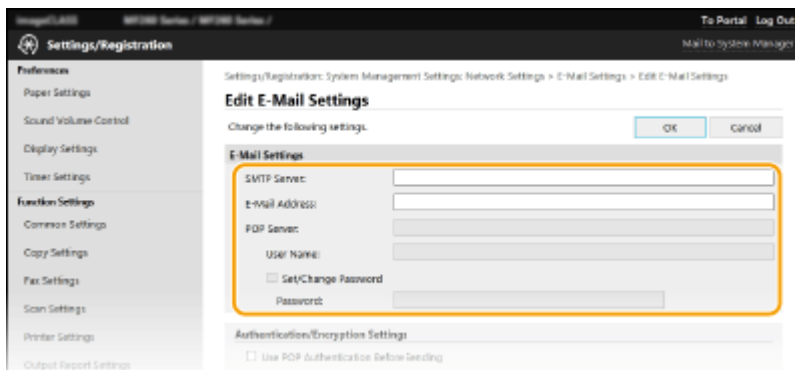 To Portal Log Out
Settings/Registration
Mail to System Manager
Preferences
Paper Settings
Sound Volume Control
Display Settings
Timer Settings
Function Settings
Common Settings
Copy Settings
Fax Settings
Scan Settings
Printer Settings
Output Report Settings
Settings/Registration: System Management Settings: Network Settings > E-Mail Settings > Edit E-Mail Settings
Edit E-Mail Settings
Change the following settings.
OK
Cancel
E-Mail Settings
SMTP Server:
E-Mail Address:
POP Server:
User Name:
Set/Change Password
Password:
Authentication/Encryption Settings
Use POP Authentication Before Sending